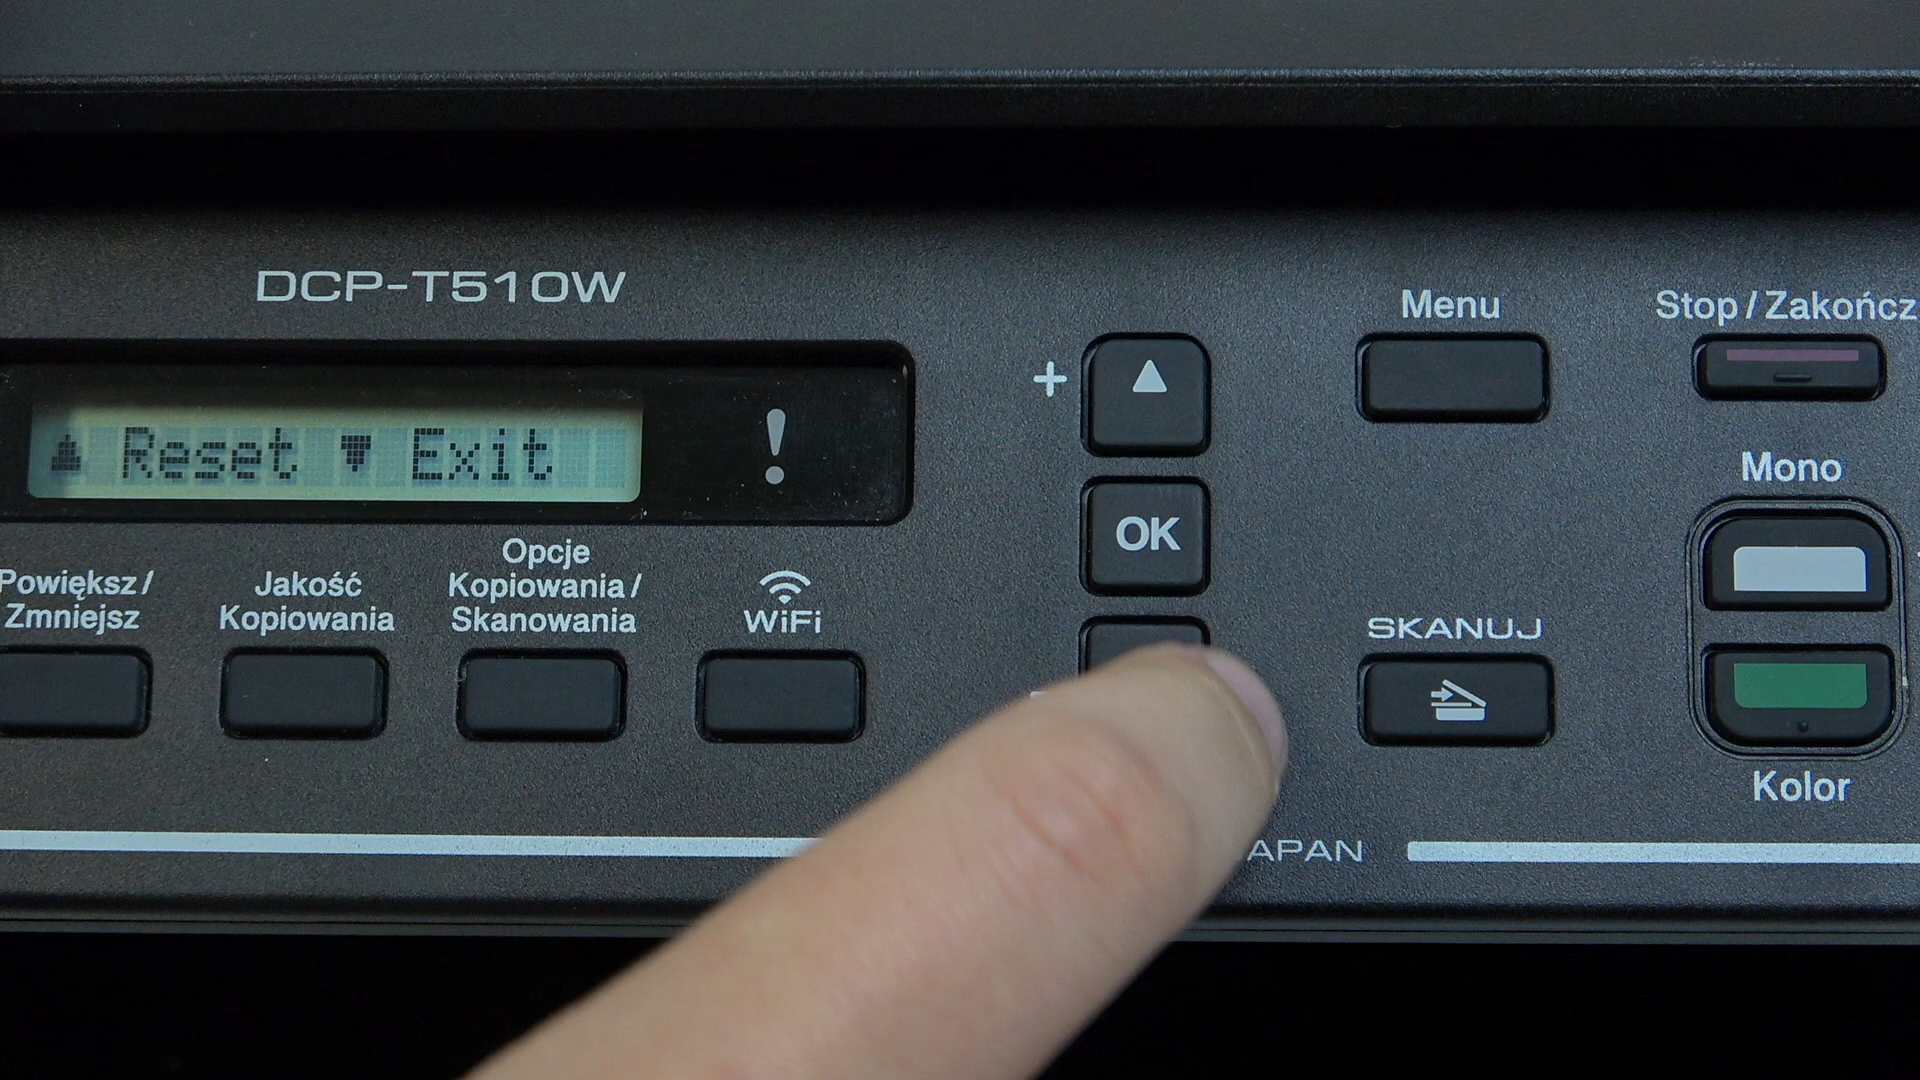 DCP-T510W
▲ Reset ▼ Exit
!
Powiększ /
Zmniejsz
Jakość
Kopiowania
Opcje
Kopiowania /
Skanowania
WiFi
+
OK
Menu
Stop / Zakończ
Mono
SKANUJ
Kolor